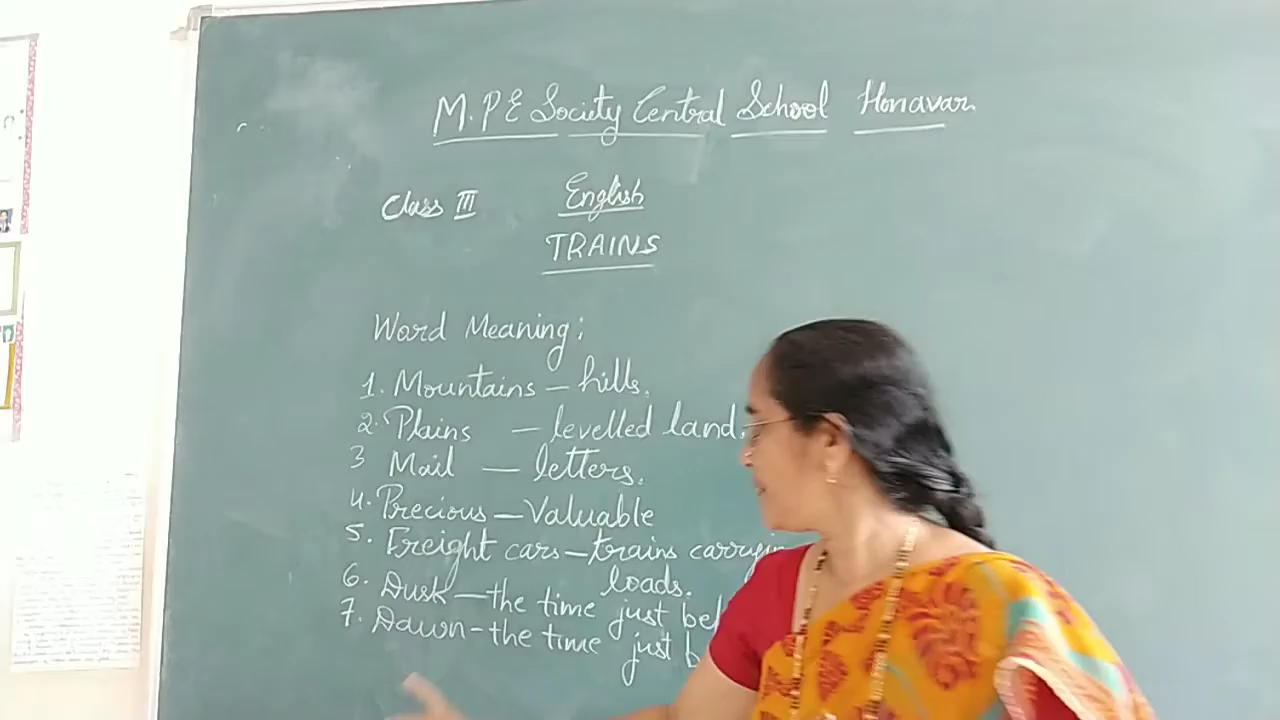 M.P E Society Central School Honavar.
Class III English
TRAINS
Word Meaning:
1. Mountains – hills.
2. Plains – levelled land.
3 Mail – letters.
4. Precious – Valuable
5. Freight cars – trains
loads.
6. Dusk – the time just
7. Dawn – the time just